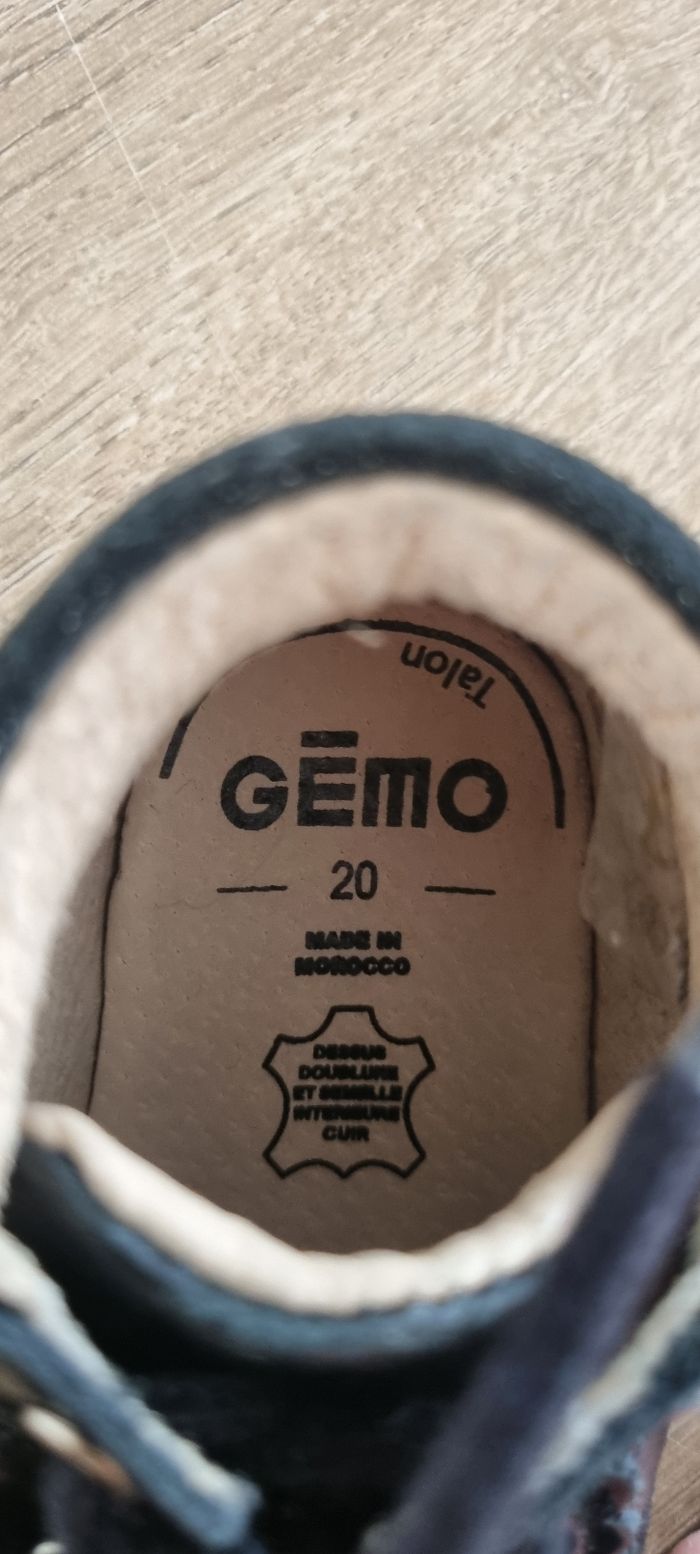 Talon
GĒMO
20
MADE IN
MOROCCO
DESSUS
DOUBLURE
ET SEMELLE
INTERIEURE
CUIR